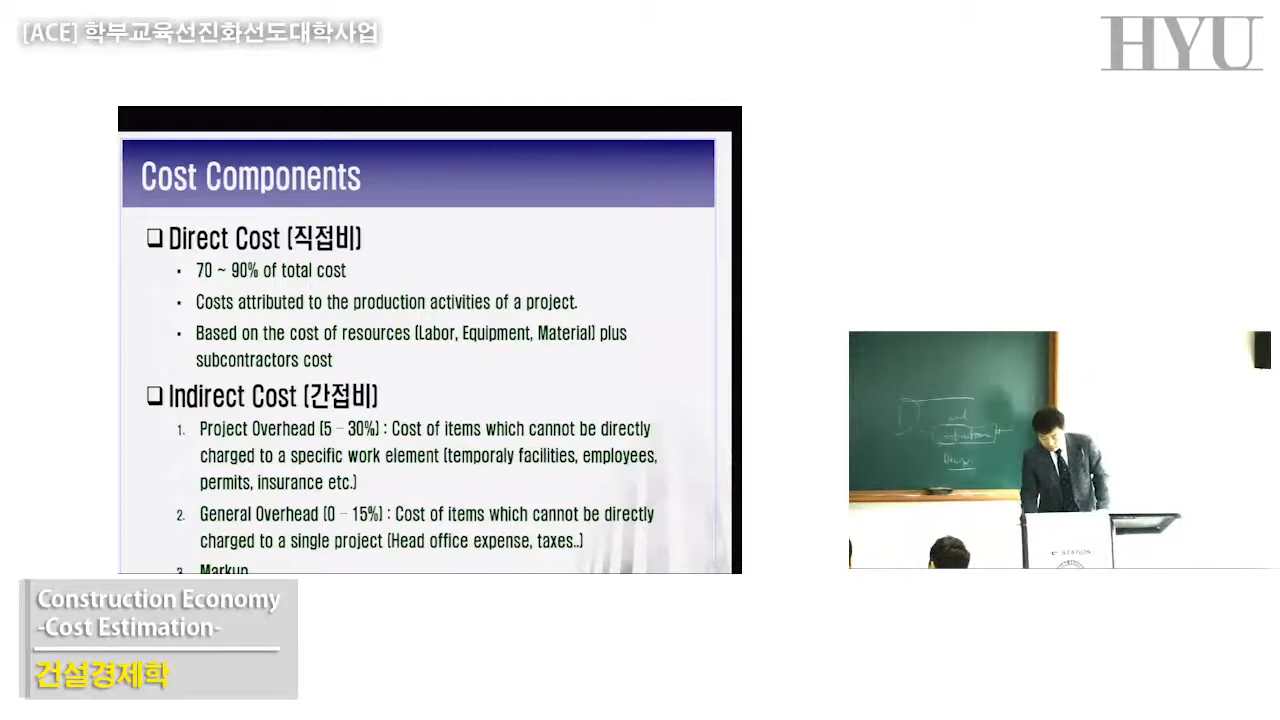 [ACE] 학부교육선진화선도대학사업
HYU
Cost Components
❑ Direct Cost (직접비)
▪ 70 ~ 90% of total cost
▪ Costs attributed to the production activities of a project.
▪ Based on the cost of resources (Labor, Equipment, Material) plus
subcontractors cost
❑ Indirect Cost (간접비)
1. Project Overhead (5 – 30%) : Cost of items which cannot be directly
charged to a specific work element (temporaly facilities, employees,
permits, insurance etc.)
2. General Overhead (0 – 15%) : Cost of items which cannot be directly
charged to a single project (Head office expense, taxes..)
3. Markup
e-STATION
Construction Economy
-Cost Estimation-
건설경제학